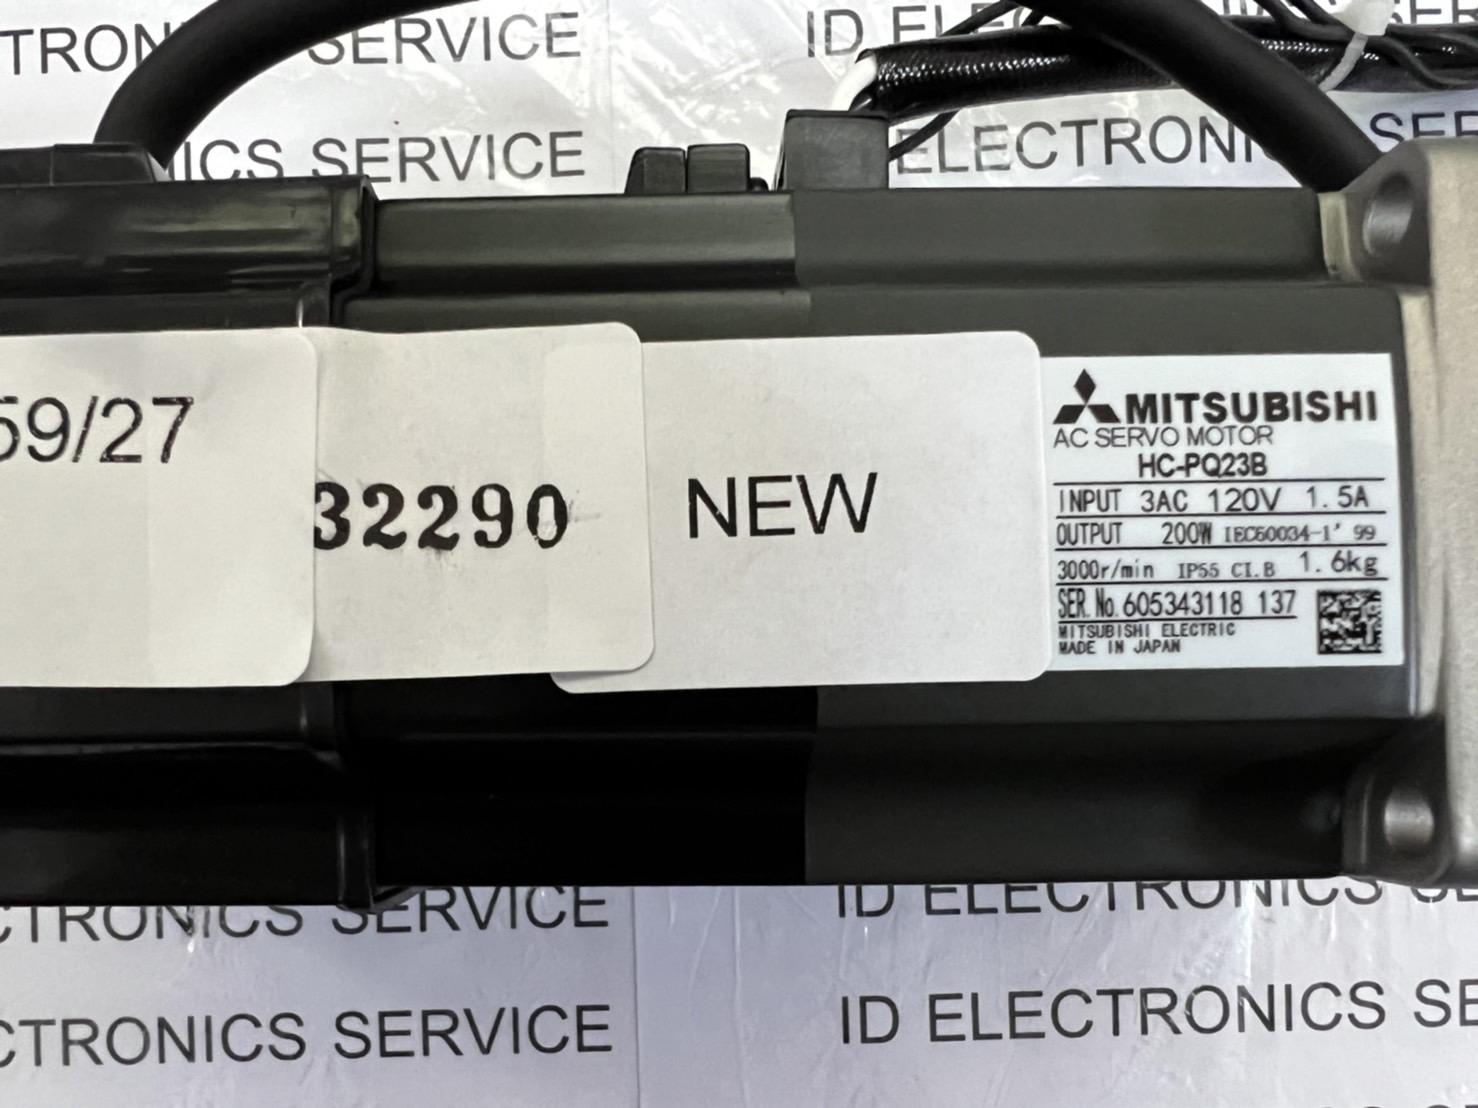 TRONICS SERVICE
ID ELECTRONICS SERVICE
ICS SERVICE
ELECTRONICS SER
59/27
32290
NEW
MITSUBISHI
AC SERVO MOTOR
HC-PQ23B
INPUT 3AC 120V 1.5A
OUTPUT 200W IEC60034-1' 99
3000r/min IP55 CI.B 1.6kg
SER.No.605343118 137
MITSUBISHI ELECTRIC
MADE IN JAPAN
CTRONICS SERVICE
ID ELECTRONICS SE
CTRONICS SERVICE
ID ELECTRONICS SE